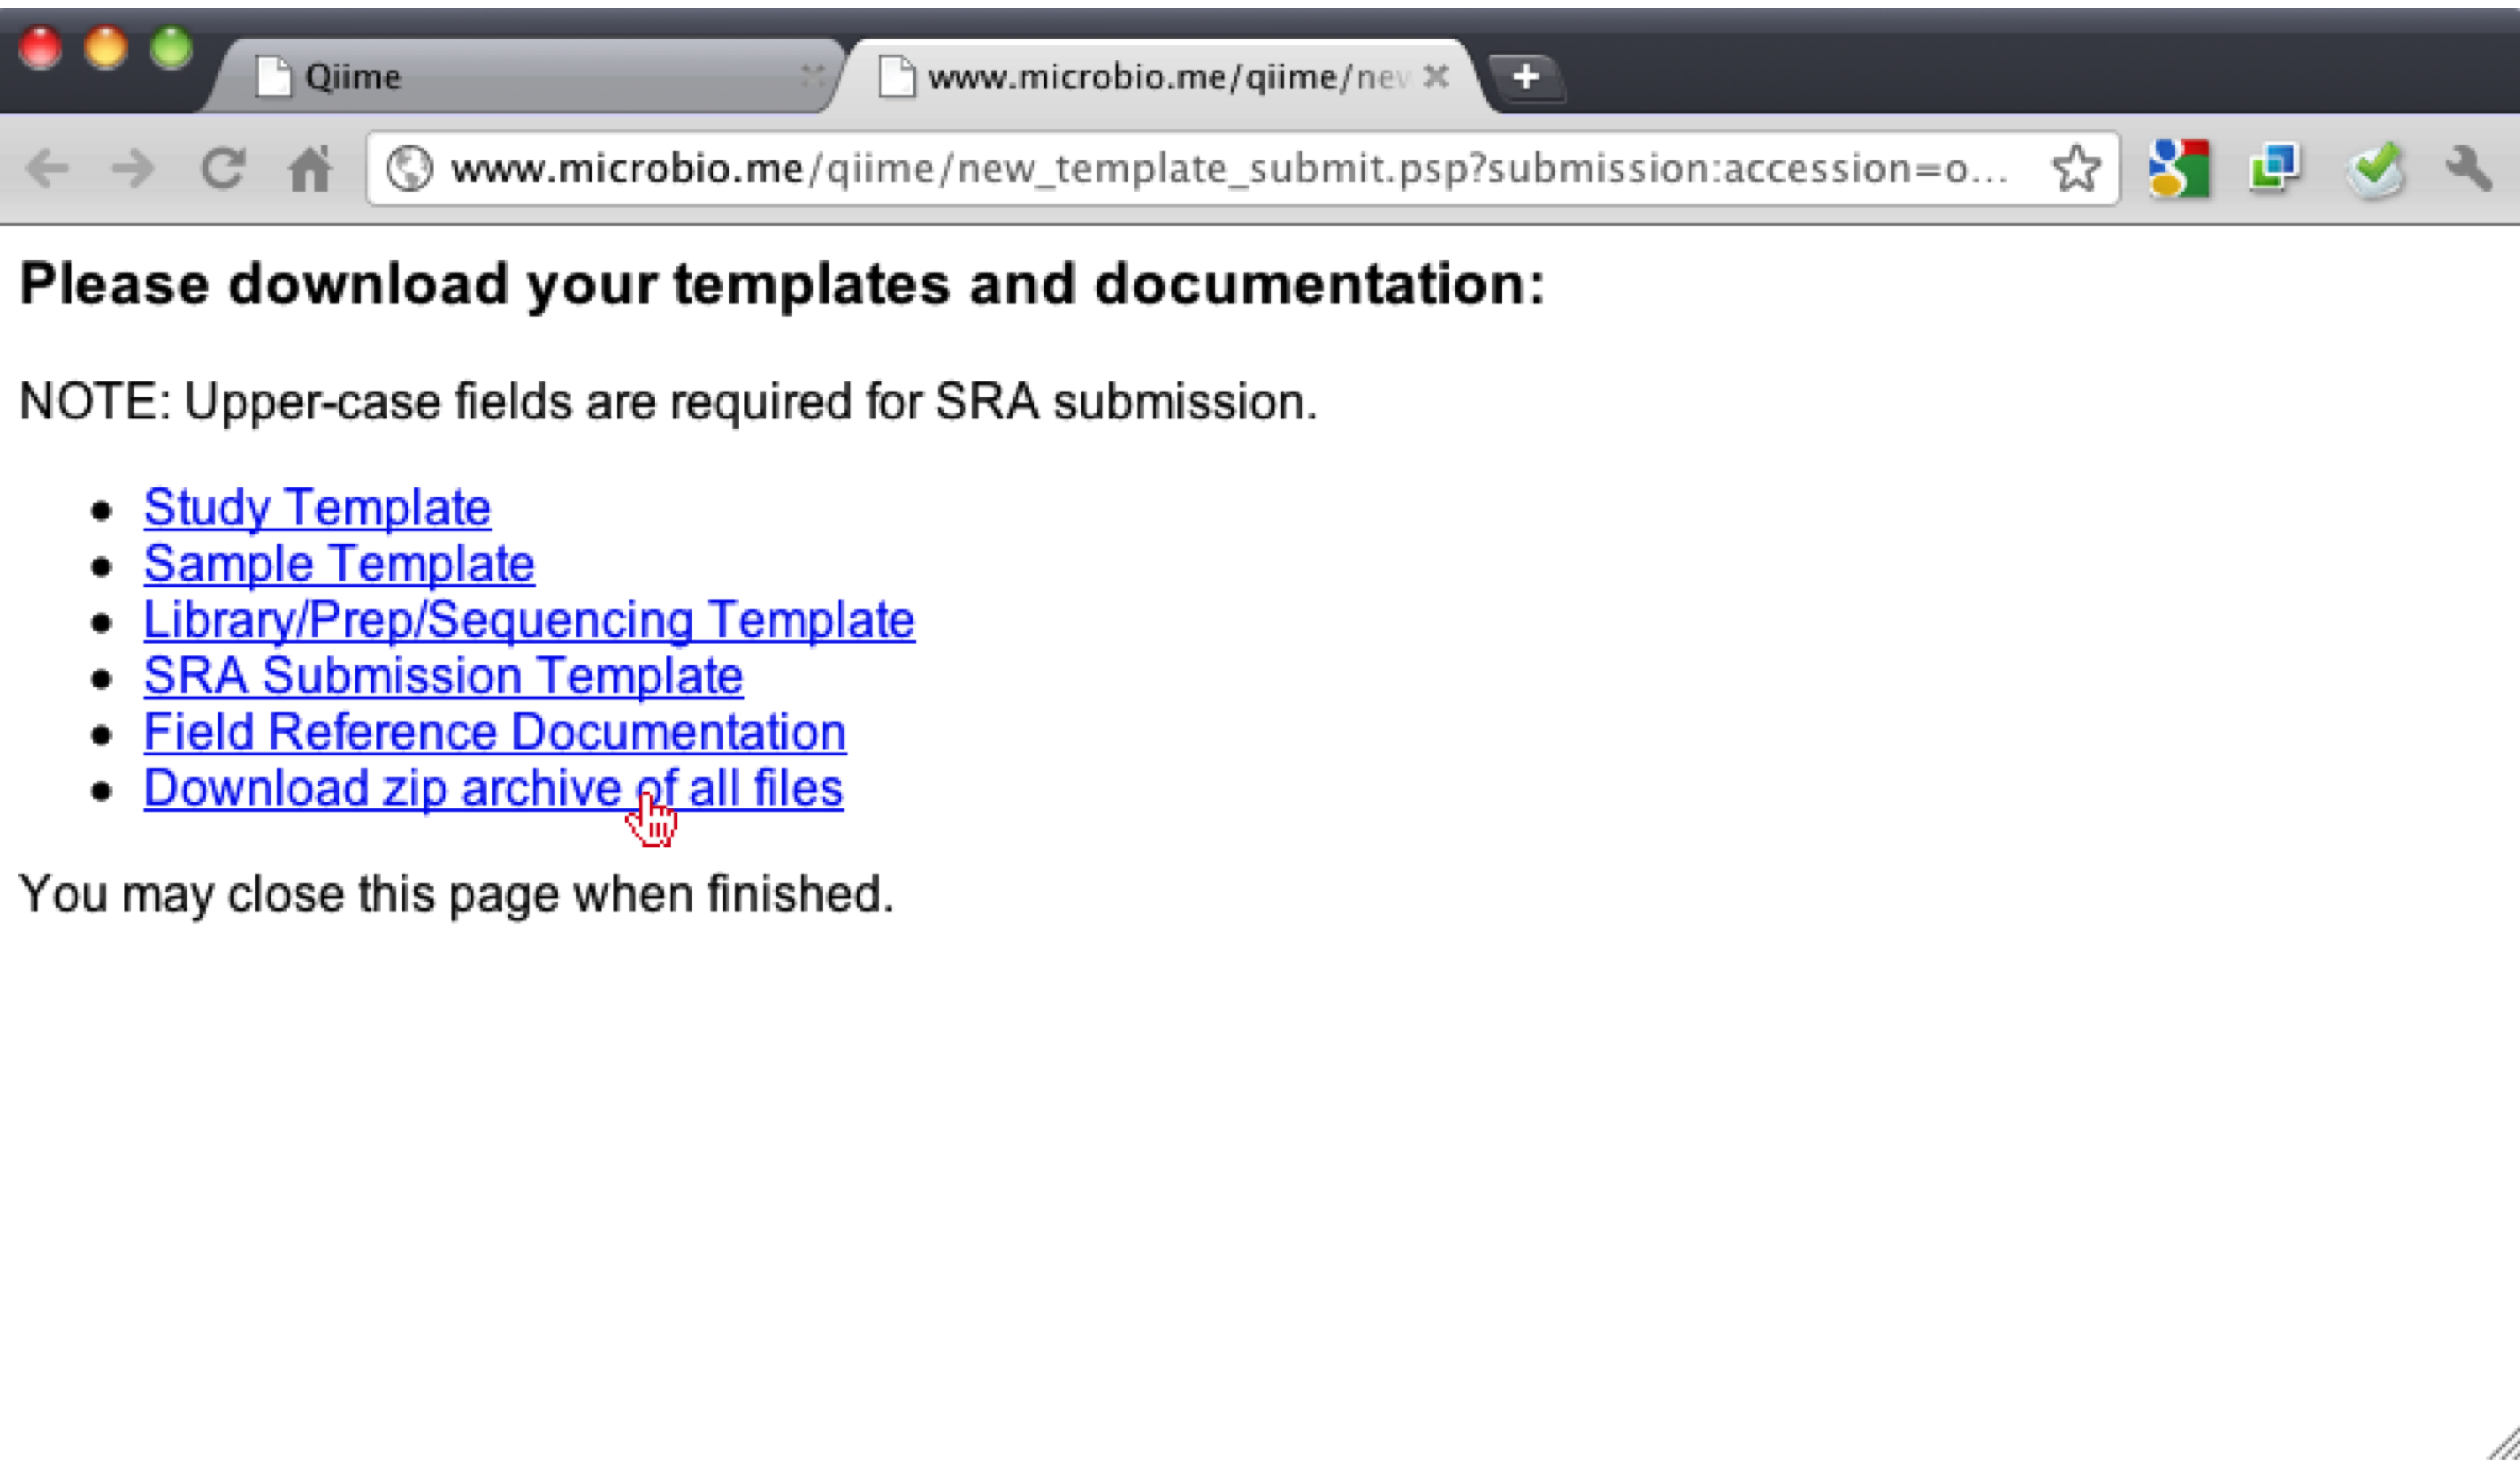 Qiime
www.microbio.me/qiime/nev
www.microbio.me/qiime/new_template_submit.psp?submission:accession=o...
Please download your templates and documentation:
NOTE: Upper-case fields are required for SRA submission.
Study Template
Sample Template
Library/Prep/Sequencing Template
SRA Submission Template
Field Reference Documentation
Download zip archive of all files
You may close this page when finished.